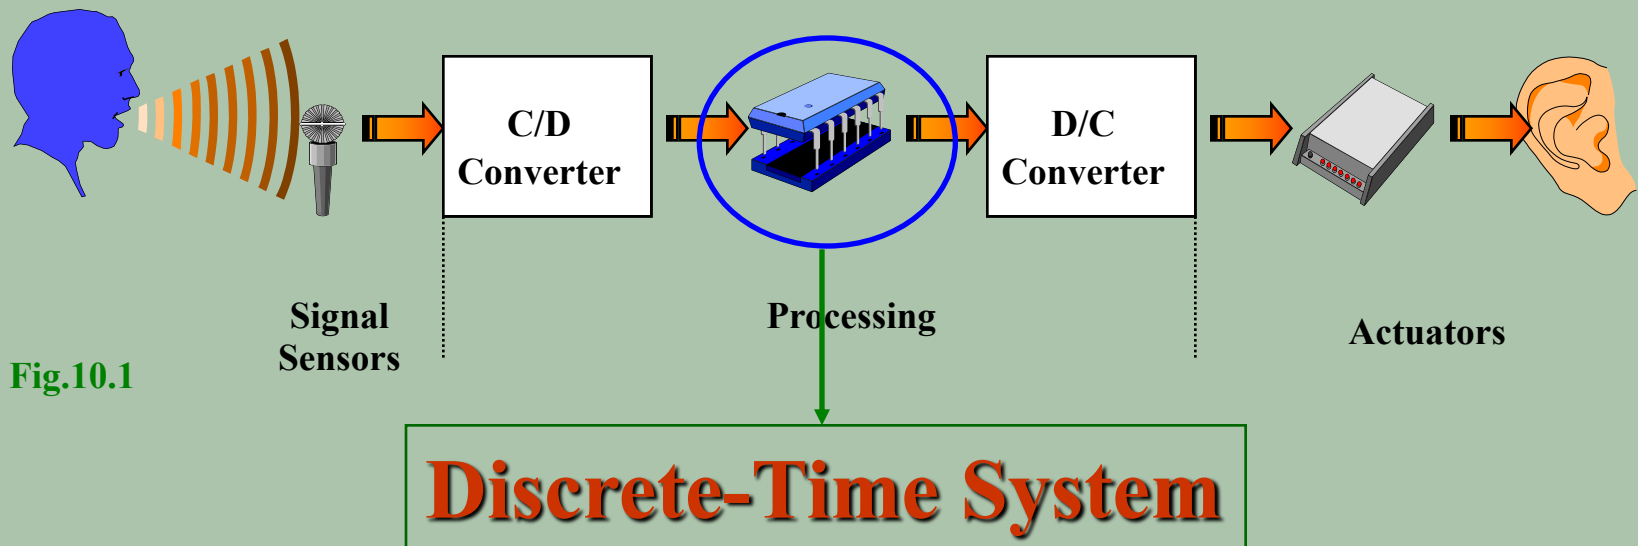 C/D
Converter
D/C
Converter
Signal
Sensors
Processing
Actuators
Fig.10.1
Discrete-Time System